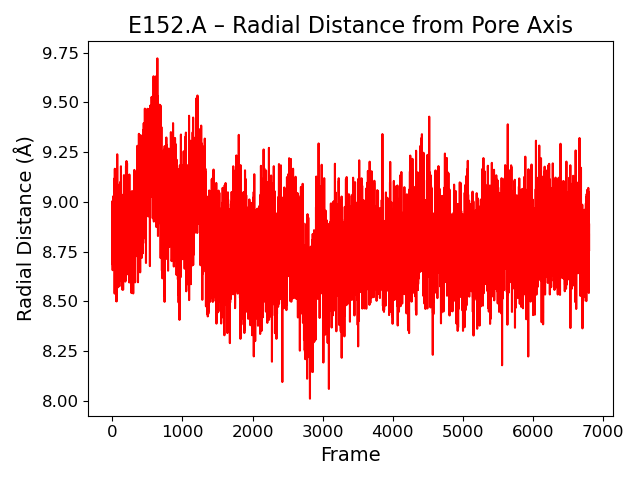 E152.A – Radial Distance from Pore Axis
Radial Distance (Å)
9.75
9.50
9.25
9.00
8.75
8.50
8.25
8.00
0 1000 2000 3000 4000 5000 6000 7000
Frame